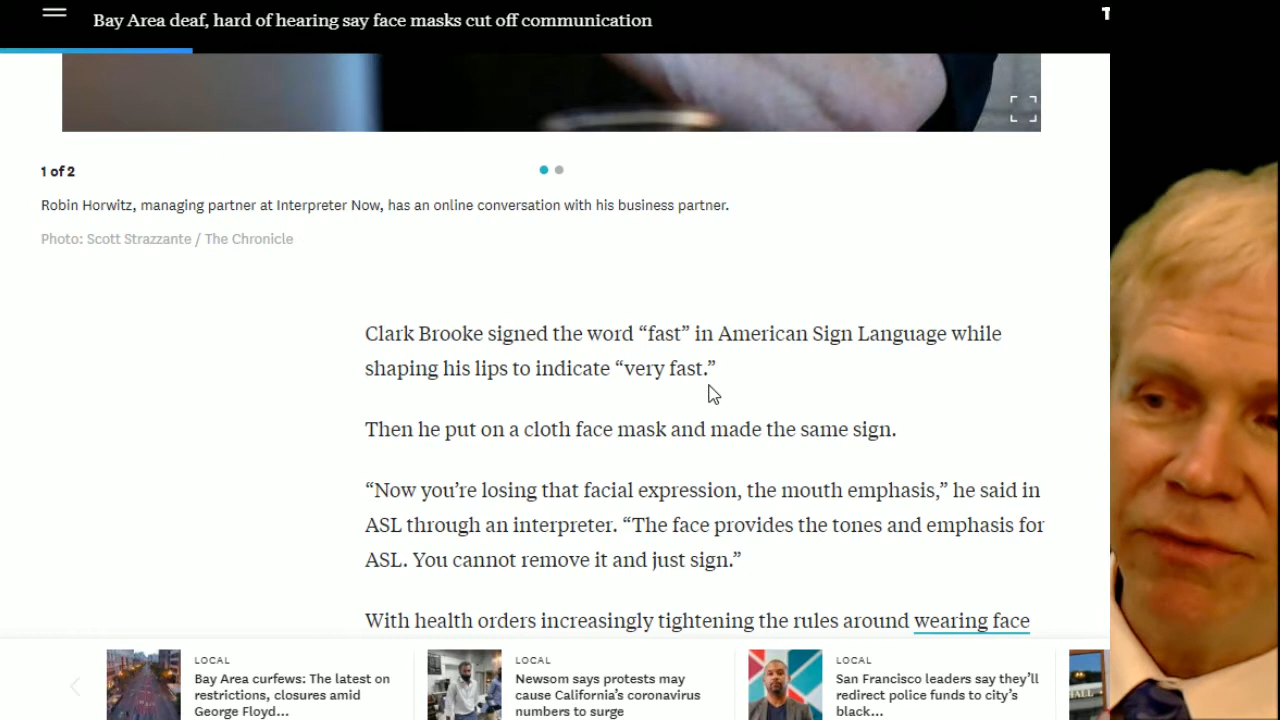 Bay Area deaf, hard of hearing say face masks cut off communication
1 of 2
Robin Horwitz, managing partner at Interpreter Now, has an online conversation with his business partner.
Photo: Scott Strazzante / The Chronicle
Clark Brooke signed the word “fast” in American Sign Language while
shaping his lips to indicate “very fast.”
Then he put on a cloth face mask and made the same sign.
“Now you’re losing that facial expression, the mouth emphasis,” he said in
ASL through an interpreter. “The face provides the tones and emphasis for
ASL. You cannot remove it and just sign.”
With health orders increasingly tightening the rules around wearing face
LOCAL
Bay Area curfews: The latest on
restrictions, closures amid
George Floyd...
LOCAL
Newsom says protests may
cause California’s coronavirus
numbers to surge
LOCAL
San Francisco leaders say they’ll
redirect police funds to city’s
black...